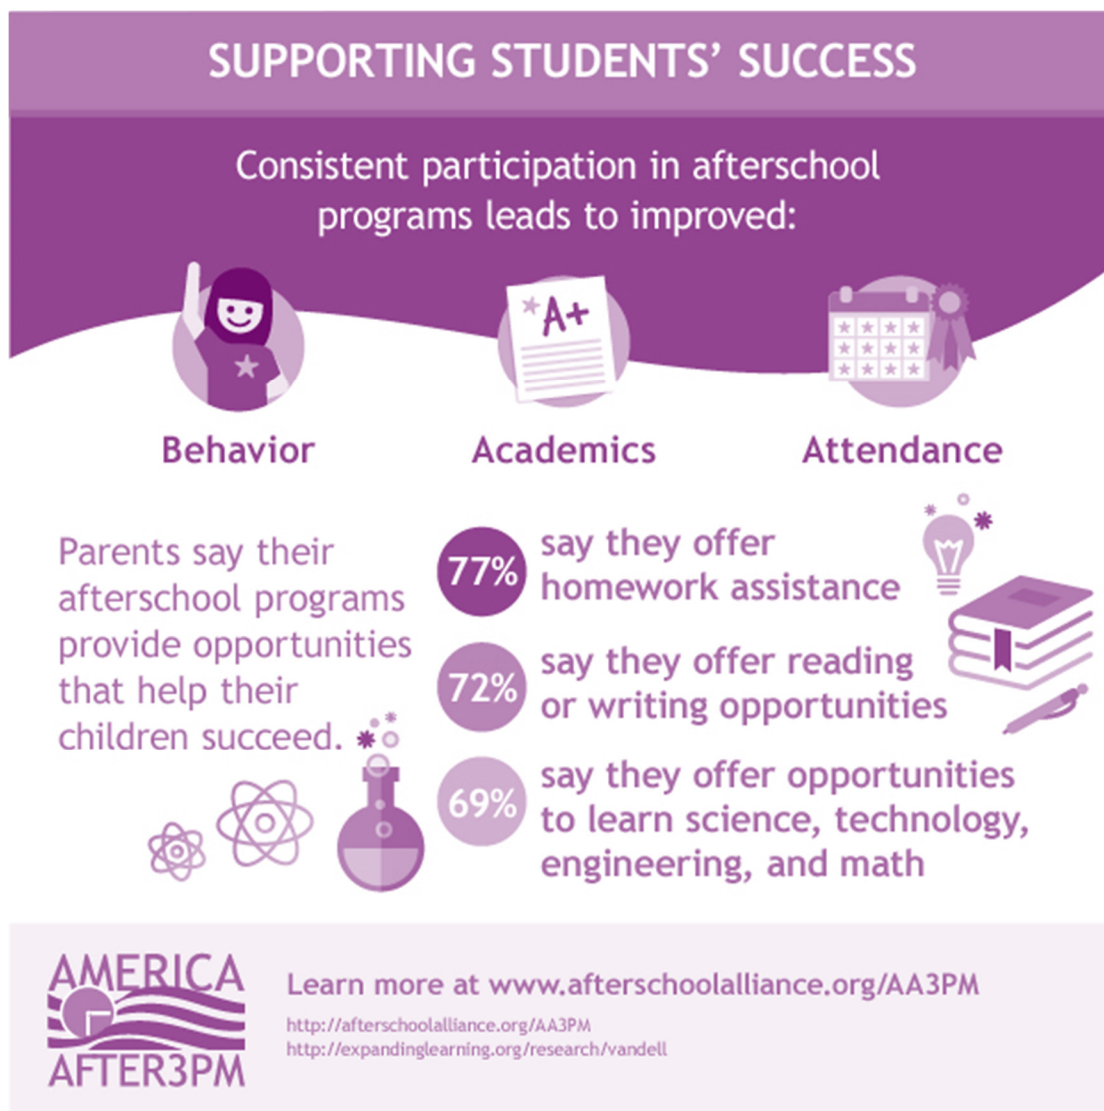 SUPPORTING STUDENTS’ SUCCESS
Consistent participation in afterschool
programs leads to improved:
A+
Behavior
Academics
Attendance
Parents say their
afterschool programs
provide opportunities
that help their
children succeed.
77%
say they offer
homework assistance
72%
say they offer reading
or writing opportunities
69%
say they offer opportunities
to learn science, technology,
engineering, and math
AMERICA
AFTER3PM
Learn more at www.afterschoolalliance.org/AA3PM
http://afterschoolalliance.org/AA3PM
http://expandinglearning.org/research/vandell